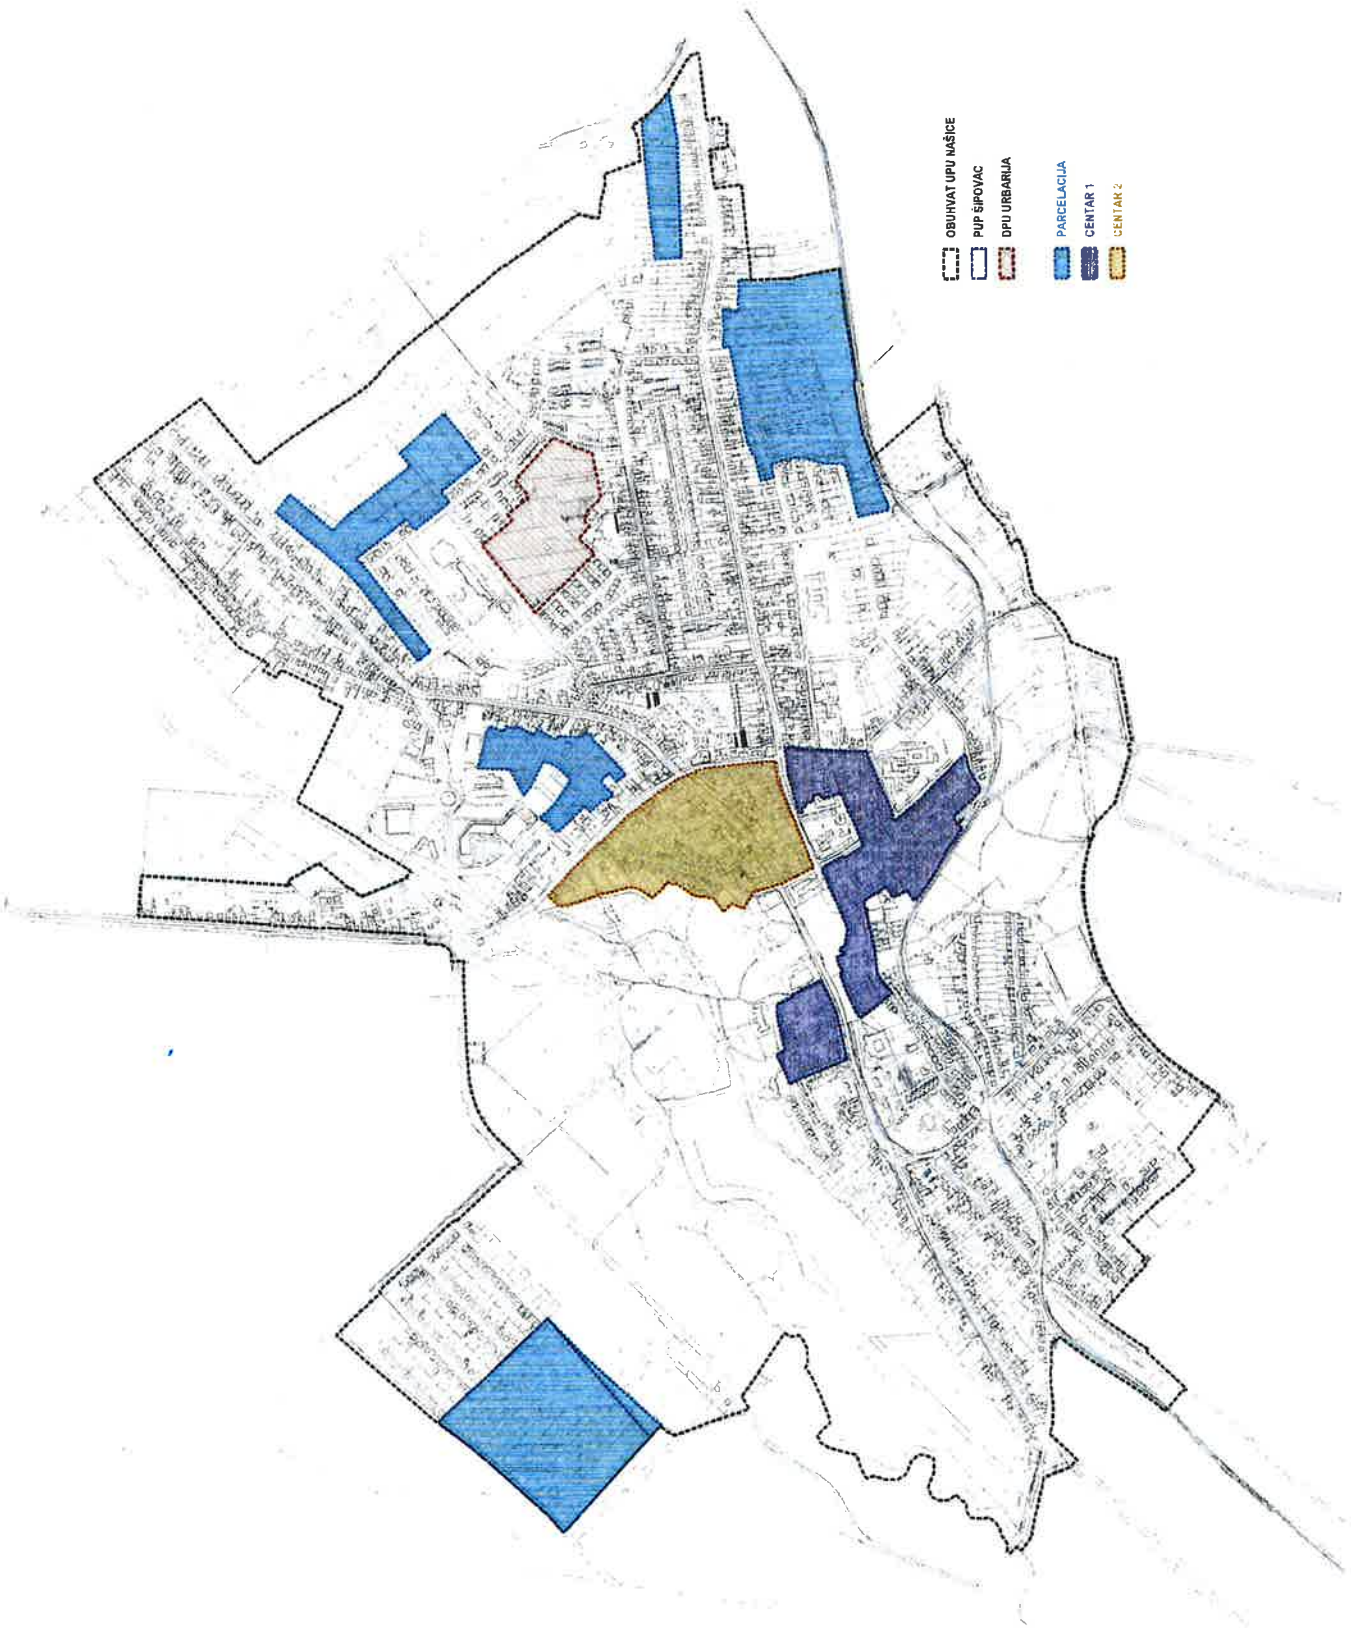 OBUHVAT UPU NAŠICE
PUP ŠIPOVAC
DPU URBARIJA
PARCELACIJA
CENTAR 1
CENTAR 2